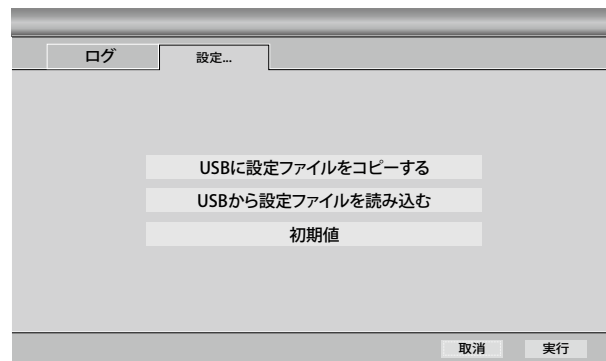 ログ
設定...
USBに設定ファイルをコピーする
USBから設定ファイルを読み込む
初期値
取消
実行